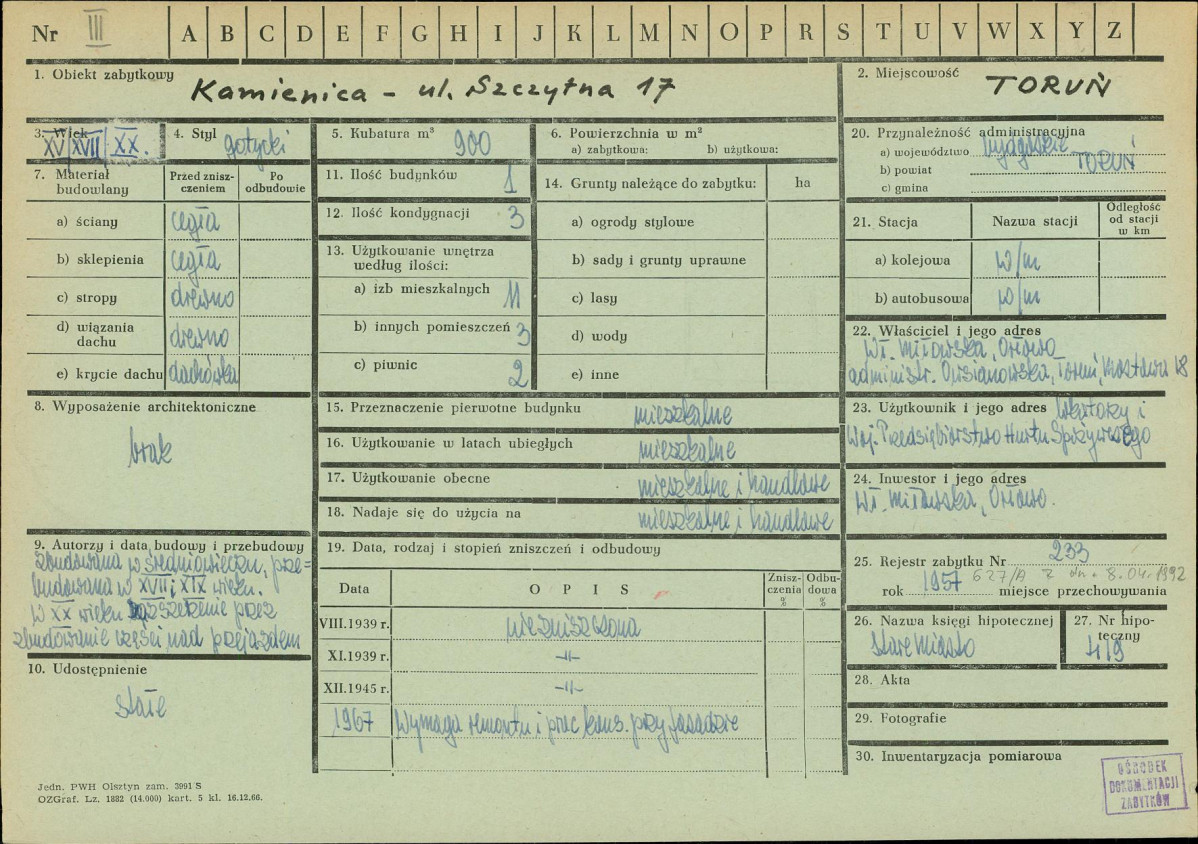 Nr III A B C D E F G H I J K L M N O P R S T U V W X Y Z
1. Obiekt zabytkowy
Kamienica - ul. Szczytna 17
2. Miejscowość
TORUŃ
3. Wiek
XV XVII XX.
4. Styl
gotycki
5. Kubatura m³
900
6. Powierzchnia w m²
a) zabytkowa: b) użytkowa:
7. Materiał budowlany
Przed zniszczeniem
Po odbudowie
a) ściany cegła
b) sklepienia cegła
c) stropy drewno
d) wiązania dachu drewno
e) krycie dachu dachówka
8. Wyposażenie architektoniczne
brak
9. Autorzy i data budowy i przebudowy
zbudowana w średniowieczu, prze=
budowana w XVII i XIX wieku.
W XX wieku rozszerzenie przez
zbudowanie części nad przejazdem
10. Udostępnienie
stałe
11. Ilość budynków 1
12. Ilość kondygnacji 3
13. Użytkowanie wnętrza
według ilości:
a) izb mieszkalnych 11
b) innych pomieszczeń 3
c) piwnic 2
14. Grunty należące do zabytku: ha
a) ogrody stylowe
b) sady i grunty uprawne
c) lasy
d) wody
e) inne
15. Przeznaczenie pierwotne budynku mieszkalne
16. Użytkowanie w latach ubiegłych mieszkalne
17. Użytkowanie obecne mieszkalne i handlowe
18. Nadaje się do użycia na mieszkalne i handlowe
19. Data, rodzaj i stopień zniszczeń i odbudowy
Data OPIS Zniszczenia % Odbudowa %
VIII.1939 r. niezniszczona
XI.1939 r. -〃-
XII.1945 r. -〃-
1967 Wymaga remontu i prac kons. przy fasadzie
20. Przynależność administracyjna
a) województwo bydgoskie
b) powiat TORUŃ
c) gmina
21. Stacja Nazwa stacji Odległość od stacji w km
a) kolejowa w/m
b) autobusowa w/m
22. Właściciel i jego adres
Wł. Miłowska, Orłowo
administr. Toruń, Mostowa 18
23. Użytkownik i jego adres lokatorzy i
Woj. Przedsiębiorstwo Hurtu Spożywczego
24. Inwestor i jego adres
Wł. Miłowska, Orłowo.
25. Rejestr zabytku Nr 233
627/A z dn. 8.04.1992
rok 1957 miejsce przechowywania
26. Nazwa księgi hipotecznej
Stare Miasto
27. Nr hipoteczny
419
28. Akta
29. Fotografie
30. Inwentaryzacja pomiarowa
OŚRODEK
DOKUMENTACJI
ZABYTKÓW
Jedn. PWH Olsztyn zam. 3991 S
OZGraf. Lz. 1882 (14.000) kart. 5 kl. 16.12.66.